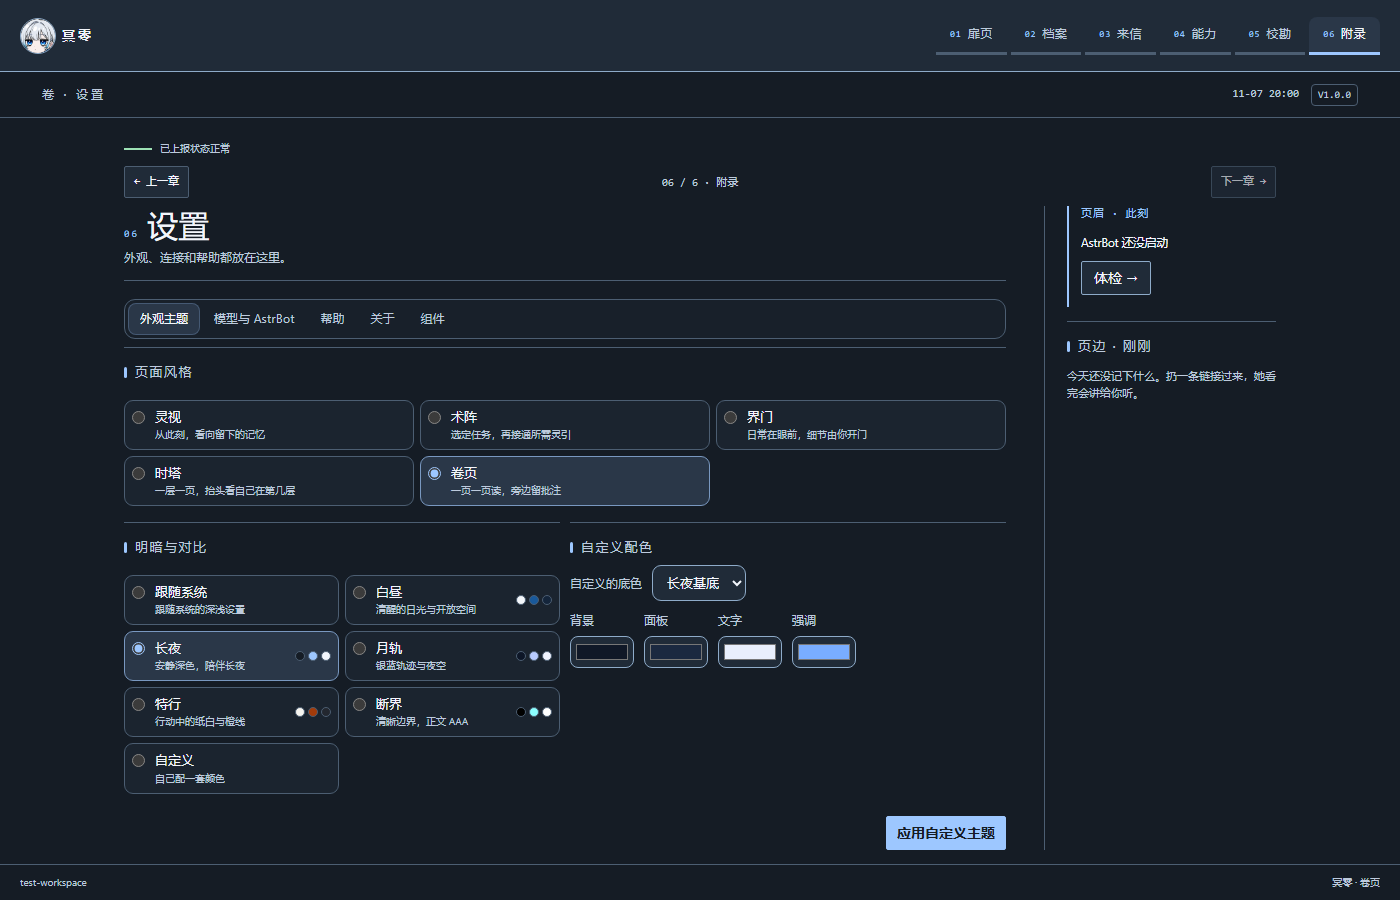 冥零
01 扉页
02 档案
03 来信
04 能力
05 校勘
06 附录
卷 · 设置
11-07 20:00
V1.0.0
已上报状态正常
← 上一章
06 / 6 · 附录
下一章 →
06 设置
外观、连接和帮助都放在这里。
外观主题
模型与 AstrBot
帮助
关于
组件
页面风格
灵视
从此刻，看向留下的记忆
术阵
选定任务，再接通所需灵引
界门
日常在眼前，细节由你开门
时塔
一层一页，抬头看自己在第几层
卷页
一页一页读，旁边留批注
明暗与对比
跟随系统
跟随系统的深浅设置
白昼
清醒的日光与开放空间
长夜
安静深色，陪伴长夜
月轨
银蓝轨迹与夜空
特行
行动中的纸白与橙线
断界
清晰边界，正文 AAA
自定义
自己配一套颜色
自定义配色
自定义的底色
长夜基底
背景
面板
文字
强调
应用自定义主题
页眉 · 此刻
AstrBot 还没启动
体检 →
页边 · 刚刚
今天还没记下什么。扔一条链接过来，她看
完会讲给你听。
test-workspace
冥零 · 卷页